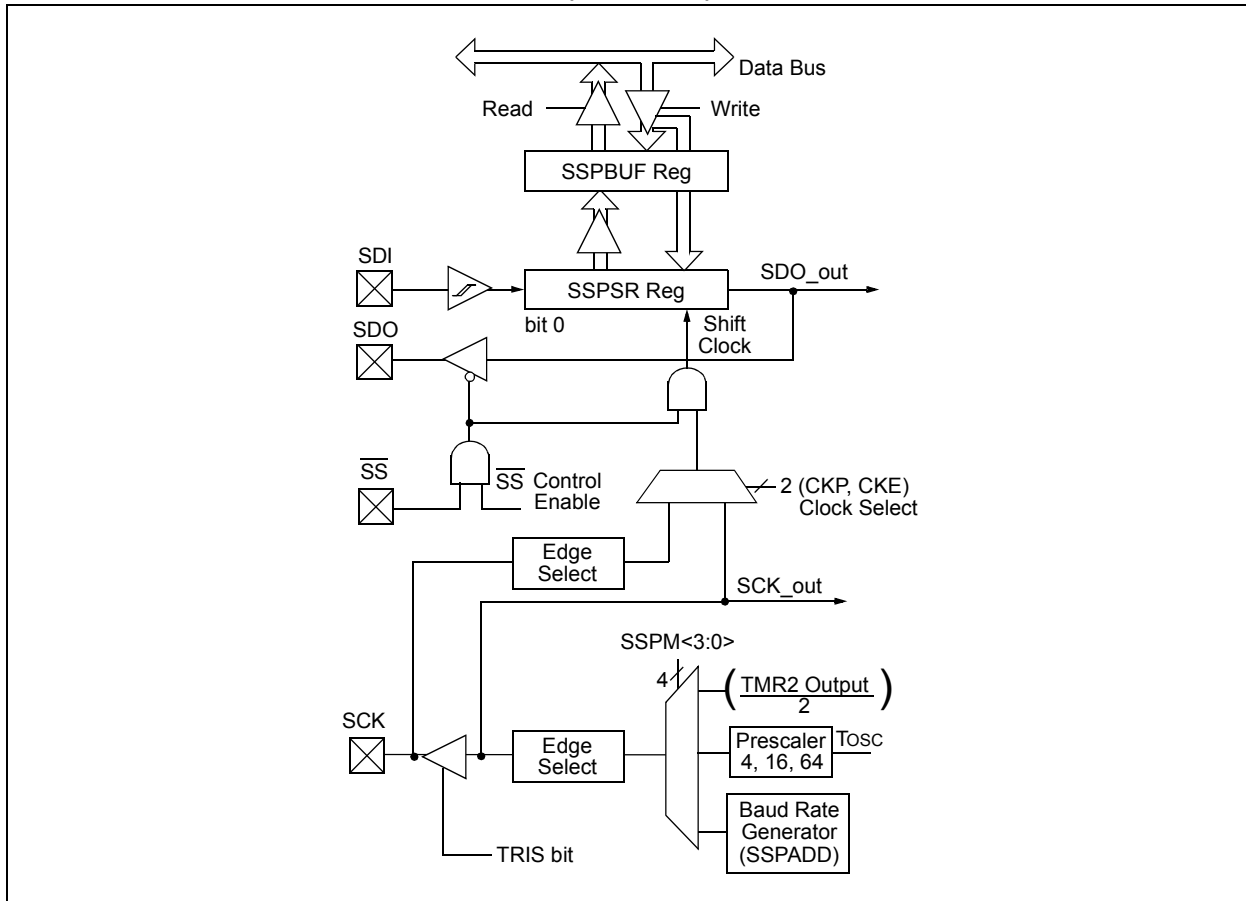 Data Bus
Read
Write
SSPBUF Reg
SDI
SDO_out
SSPSR Reg
bit 0
Shift
Clock
SDO
SS
SS Control
Enable
2 (CKP, CKE)
Clock Select
Edge
Select
SCK_out
SSPM<3:0>
4
( TMR2 Output )
2
SCK
Edge
Select
Prescaler
4, 16, 64
TOSC
Baud Rate
Generator
(SSPADD)
TRIS bit